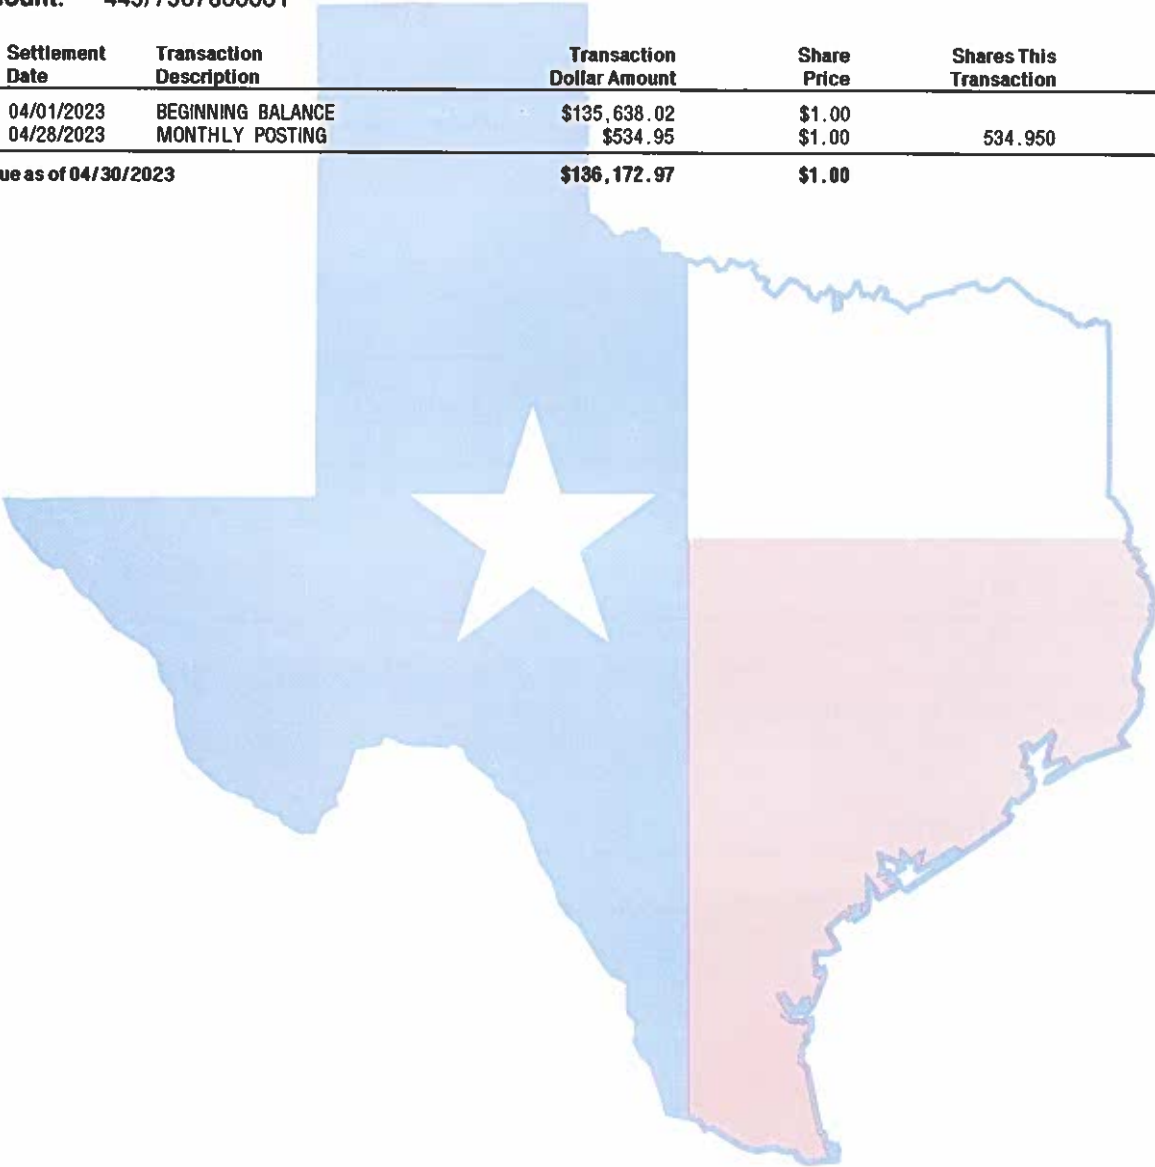 Settlement Transaction Transaction Share Shares This
Date Description Dollar Amount Price Transaction
04/01/2023 BEGINNING BALANCE $135,638.02 $1.00
04/28/2023 MONTHLY POSTING $534.95 $1.00 534.950
ue as of 04/30/2023 $136,172.97 $1.00